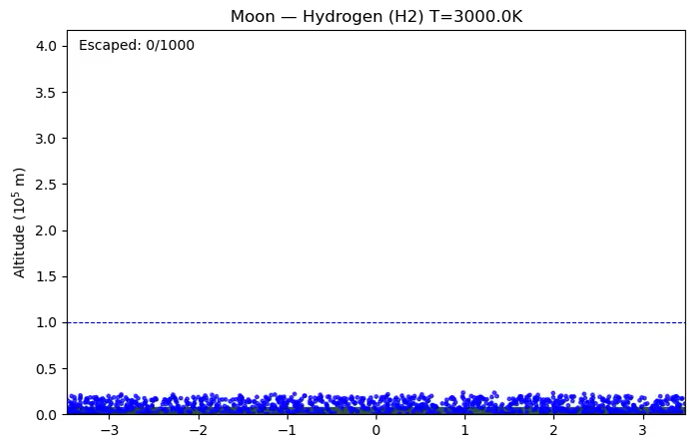 Moon — Hydrogen (H2) T=3000.0K
Escaped: 0/1000
Altitude (10⁵ m)
4.0
3.5
3.0
2.5
2.0
1.5
1.0
0.5
0.0
−3 −2 −1 0 1 2 3